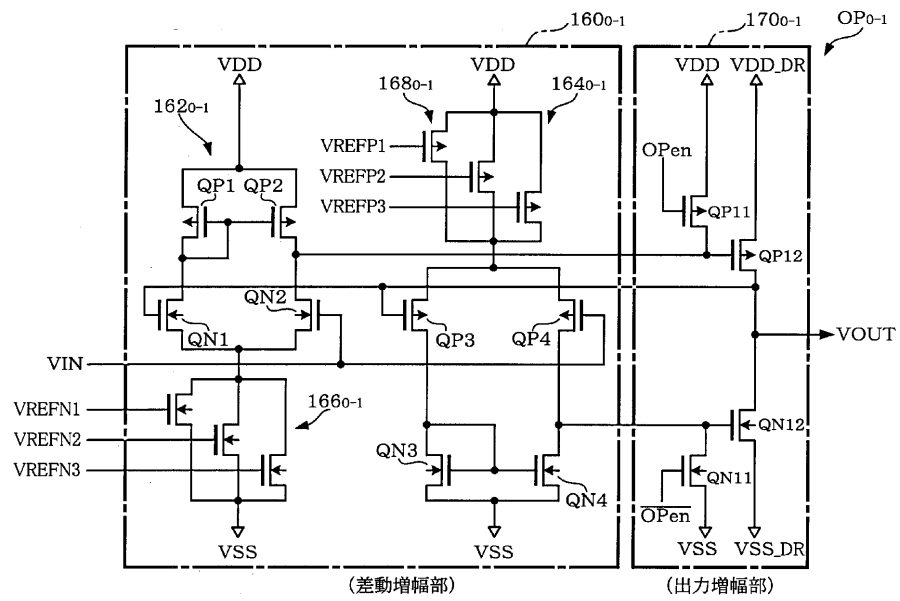 160₀₋₁
170₀₋₁
OP₀₋₁
VDD
VDD
VDD
VDD_DR
162₀₋₁
168₀₋₁
164₀₋₁
VREFP1
VREFP2
VREFP3
OPen
QP1
QP2
QP11
QP12
QN1
QN2
QP3
QP4
VOUT
VIN
VREFN1
VREFN2
VREFN3
166₀₋₁
QN3
QN4
QN12
QN11
O̅P̅e̅n̅
VSS
VSS
VSS
VSS_DR
(差動増幅部)
(出力増幅部)